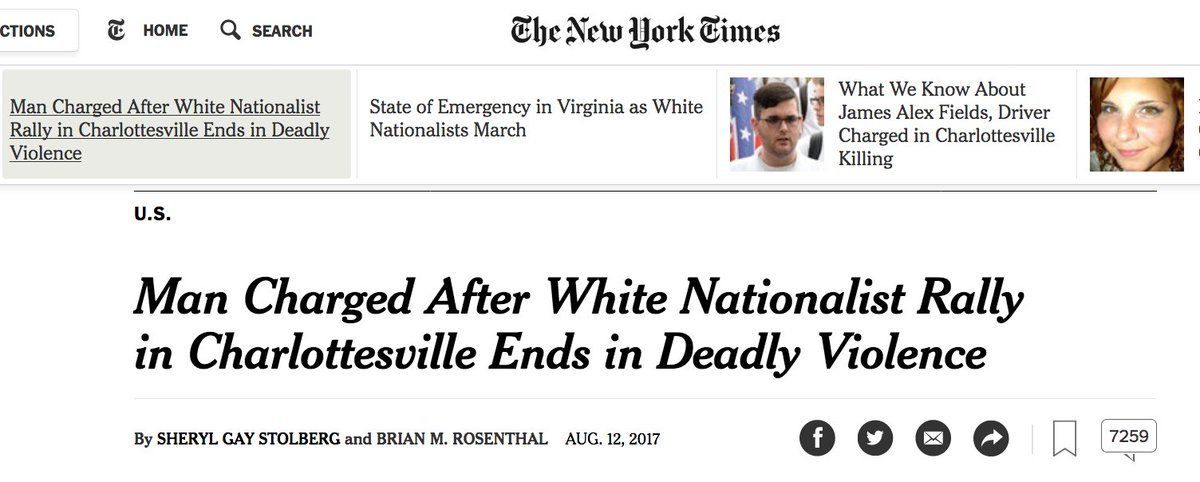 CTIONS
HOME
SEARCH
The New York Times
Man Charged After White Nationalist
Rally in Charlottesville Ends in Deadly
Violence
State of Emergency in Virginia as White
Nationalists March
What We Know About
James Alex Fields, Driver
Charged in Charlottesville
Killing
U.S.
Man Charged After White Nationalist Rally
in Charlottesville Ends in Deadly Violence
By SHERYL GAY STOLBERG and BRIAN M. ROSENTHAL AUG. 12, 2017
7259